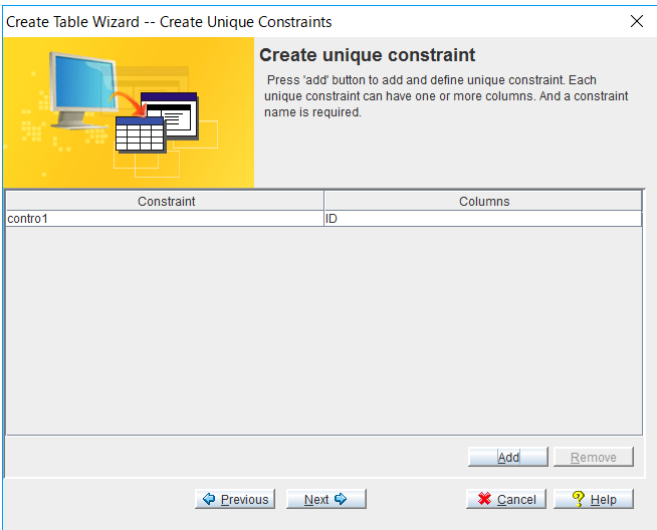 Create Table Wizard -- Create Unique Constraints
Create unique constraint
Press 'add' button to add and define unique constraint. Each
unique constraint can have one or more columns. And a constraint
name is required.
Constraint Columns
contro1 ID
Add Remove
Previous Next Cancel Help